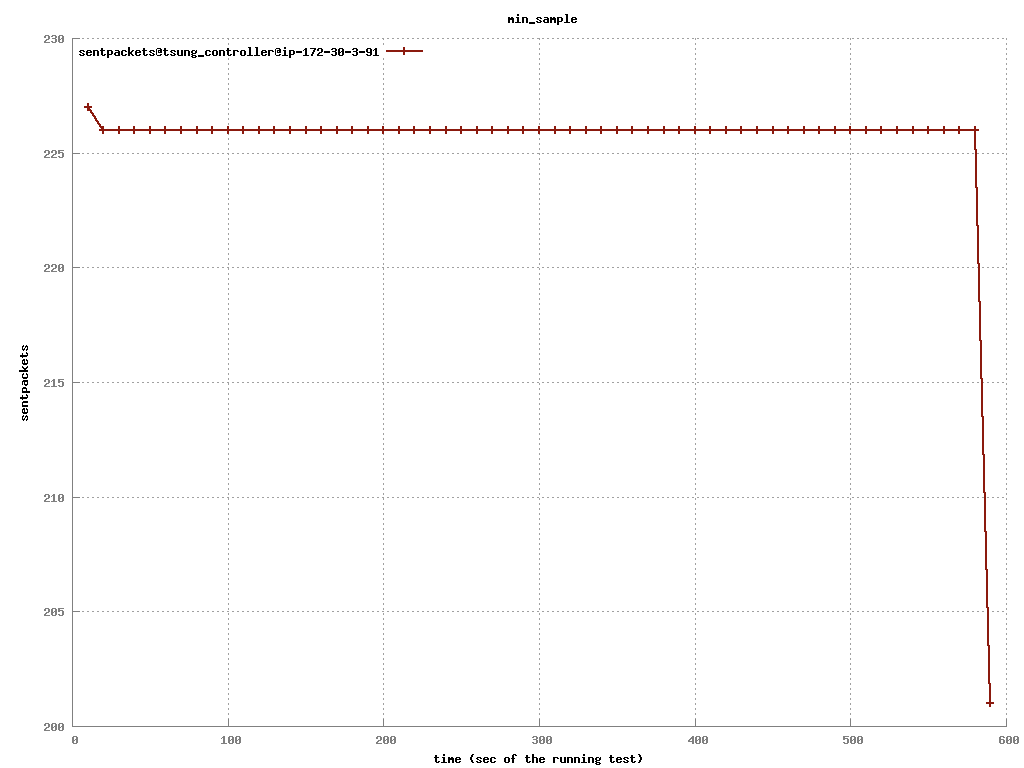 min_sample
sentpackets@tsung_controller@ip-172-30-3-91
230
225
220
215
210
205
200
sentpackets
0 100 200 300 400 500 600
time (sec of the running test)